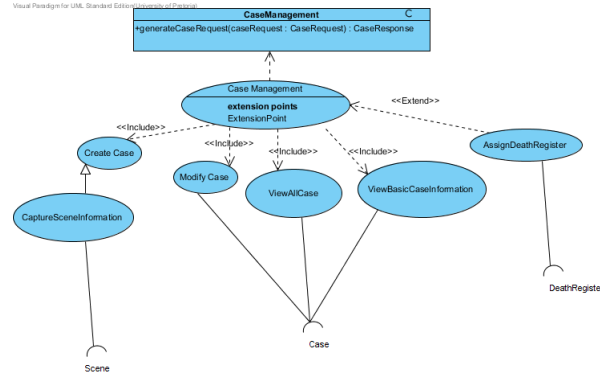 Visual Paradigm for UML Standard Edition(University of Pretoria)
CaseManagement
C
+generateCaseRequest(caseRequest : CaseRequest) : CaseResponse
Case Management
extension points
ExtensionPoint
<<Extend>>
<<Include>>
<<Include>>
<<Include>>
<<Include>>
Create Case
AssignDeathRegister
Modify Case
ViewAllCase
ViewBasicCaseInformation
CaptureSceneInformation
DeathRegiste
Case
Scene